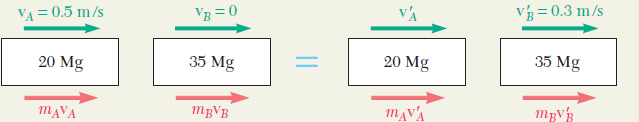 v_A = 0.5 m/s v_B = 0 v′_A v′_B = 0.3 m/s
20 Mg 35 Mg = 20 Mg 35 Mg
m_Av_A m_Bv_B m_Av′_A m_Bv′_B